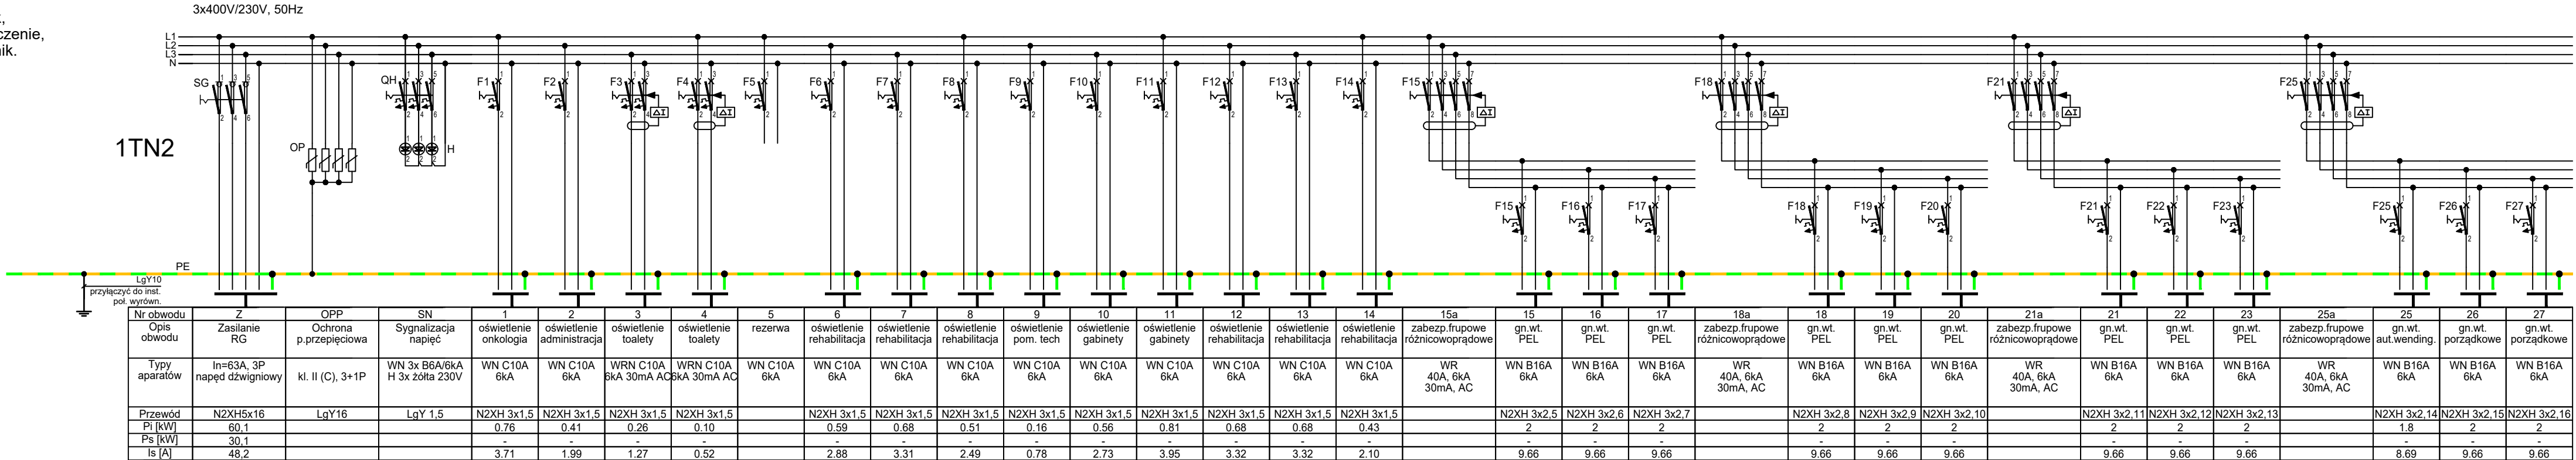 3x400V/230V, 50Hz
czenie,
nik.
L1
L2
L3
N
SG
QH
F1
F2
F3
F4
F5
F6
F7
F8
F9
F10
F11
F12
F13
F14
F15
F18
F21
F25
ΔI
ΔI
ΔI
ΔI
ΔI
ΔI
1TN2
OP
H
F15
F16
F17
F18
F19
F20
F21
F22
F23
F25
F26
F27
PE
LgY10
przyłączyć do inst.
poł. wyrówn.
Nr obwodu Z OPP SN 1 2 3 4 5 6 7 8 9 10 11 12 13 14 15a 15 16 17 18a 18 19 20 21a 21 22 23 25a 25 26 27
Opis Zasilanie Ochrona Sygnalizacja oświetlenie oświetlenie oświetlenie oświetlenie rezerwa oświetlenie oświetlenie oświetlenie oświetlenie oświetlenie oświetlenie oświetlenie oświetlenie oświetlenie zabezp.frupowe gn.wt. gn.wt. gn.wt. zabezp.frupowe gn.wt. gn.wt. gn.wt. zabezp.frupowe gn.wt. gn.wt. gn.wt. zabezp.frupowe gn.wt. gn.wt. gn.wt.
obwodu RG p.przepięciowa napięć onkologia administracja toalety toalety rehabilitacja rehabilitacja rehabilitacja pom. tech gabinety gabinety rehabilitacja rehabilitacja rehabilitacja różnicowoprądowe PEL PEL PEL różnicowoprądowe PEL PEL PEL różnicowoprądowe PEL PEL PEL różnicowoprądowe aut.wending. porządkowe porządkowe
Typy In=63A, 3P WN 3x B6A/6kA WN C10A WN C10A WRN C10A WRN C10A WN C10A WN C10A WN C10A WN C10A WN C10A WN C10A WN C10A WN C10A WN C10A WN C10A WR WN B16A WN B16A WN B16A WR WN B16A WN B16A WN B16A WR WN B16A WN B16A WN B16A WR WN B16A WN B16A WN B16A
aparatów napęd dźwigniowy kl. II (C), 3+1P H 3x żółta 230V 6kA 6kA 6kA 30mA AC 6kA 30mA AC 6kA 6kA 6kA 6kA 6kA 6kA 6kA 6kA 6kA 6kA 40A, 6kA 6kA 6kA 6kA 40A, 6kA 6kA 6kA 6kA 40A, 6kA 6kA 6kA 6kA 40A, 6kA 6kA 6kA 6kA
30mA, AC 30mA, AC 30mA, AC 30mA, AC
Przewód N2XH5x16 LgY16 LgY 1,5 N2XH 3x1,5 N2XH 3x1,5 N2XH 3x1,5 N2XH 3x1,5 N2XH 3x1,5 N2XH 3x1,5 N2XH 3x1,5 N2XH 3x1,5 N2XH 3x1,5 N2XH 3x1,5 N2XH 3x1,5 N2XH 3x1,5 N2XH 3x1,5 N2XH 3x2,5 N2XH 3x2,6 N2XH 3x2,7 N2XH 3x2,8 N2XH 3x2,9 N2XH 3x2,10 N2XH 3x2,11 N2XH 3x2,12 N2XH 3x2,13 N2XH 3x2,14 N2XH 3x2,15 N2XH 3x2,16
Pi [kW] 60,1 0.76 0.41 0.26 0.10 0.59 0.68 0.51 0.16 0.56 0.81 0.68 0.68 0.43 2 2 2 2 2 2 2 2 2 1.8 2 2
Ps [kW] 30,1 - - - - - - - - - - - - - - - - - - - - - - - - -
Is [A] 48,2 3.71 1.99 1.27 0.52 2.88 3.31 2.49 0.78 2.73 3.95 3.32 3.32 2.10 9.66 9.66 9.66 9.66 9.66 9.66 9.66 9.66 9.66 8.69 9.66 9.66